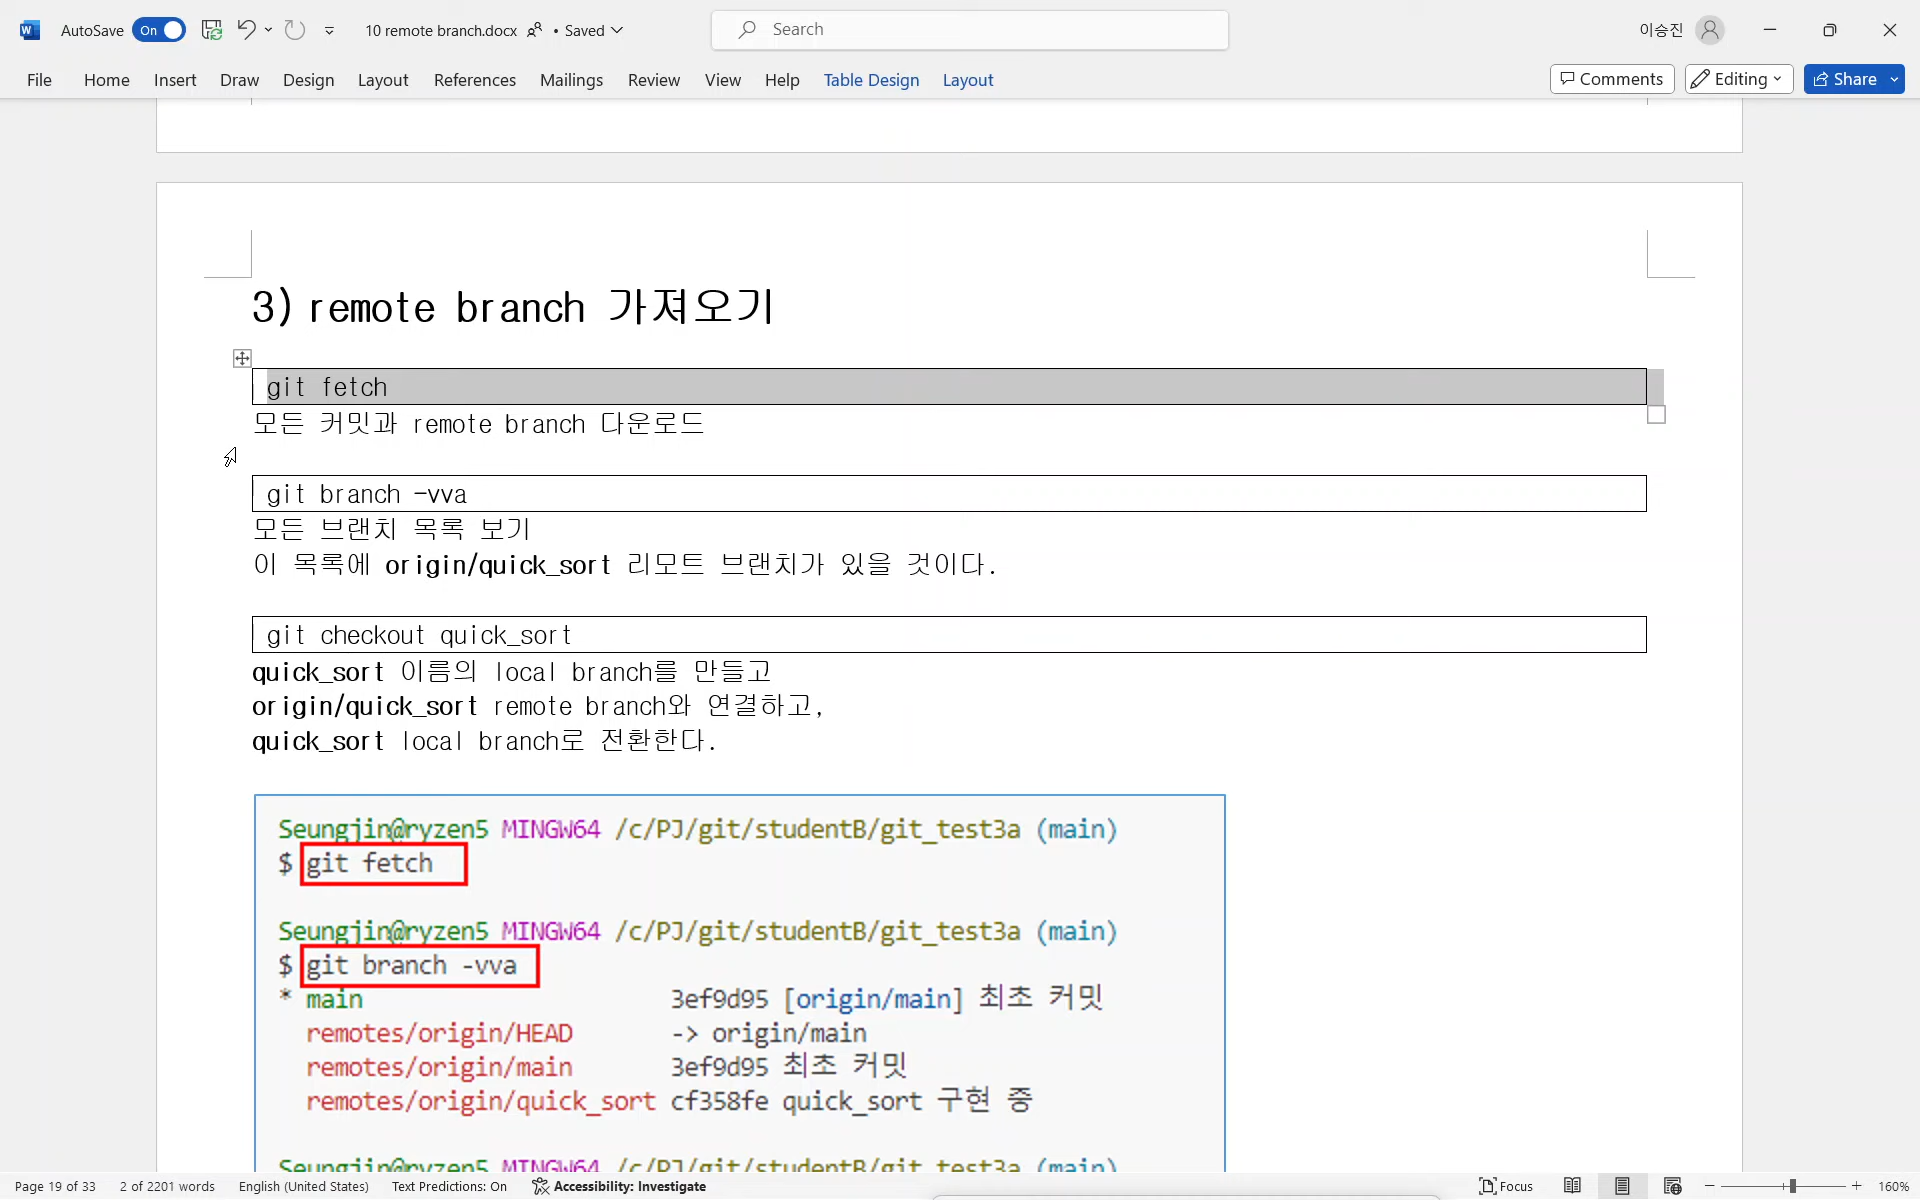 AutoSave On 10 remote branch.docx • Saved Search 이승진
File Home Insert Draw Design Layout References Mailings Review View Help Table Design Layout Comments Editing Share
3) remote branch 가져오기
git fetch
모든 커밋과 remote branch 다운로드
git branch -vva
모든 브랜치 목록 보기
이 목록에 origin/quick_sort 리모트 브랜치가 있을 것이다.
git checkout quick_sort
quick_sort 이름의 local branch를 만들고
origin/quick_sort remote branch와 연결하고,
quick_sort local branch로 전환한다.
Seungjin@ryzen5 MINGW64 /c/PJ/git/studentB/git_test3a (main)
$ git fetch
Seungjin@ryzen5 MINGW64 /c/PJ/git/studentB/git_test3a (main)
$ git branch -vva
* main 3ef9d95 [origin/main] 최초 커밋
remotes/origin/HEAD -> origin/main
remotes/origin/main 3ef9d95 최초 커밋
remotes/origin/quick_sort cf358fe quick_sort 구현 중
Seungjin@ryzen5 MINGW64 /c/PJ/git/studentB/git_test3a (main)
Page 19 of 33 2 of 2201 words English (United States) Text Predictions: On Accessibility: Investigate Focus 160%